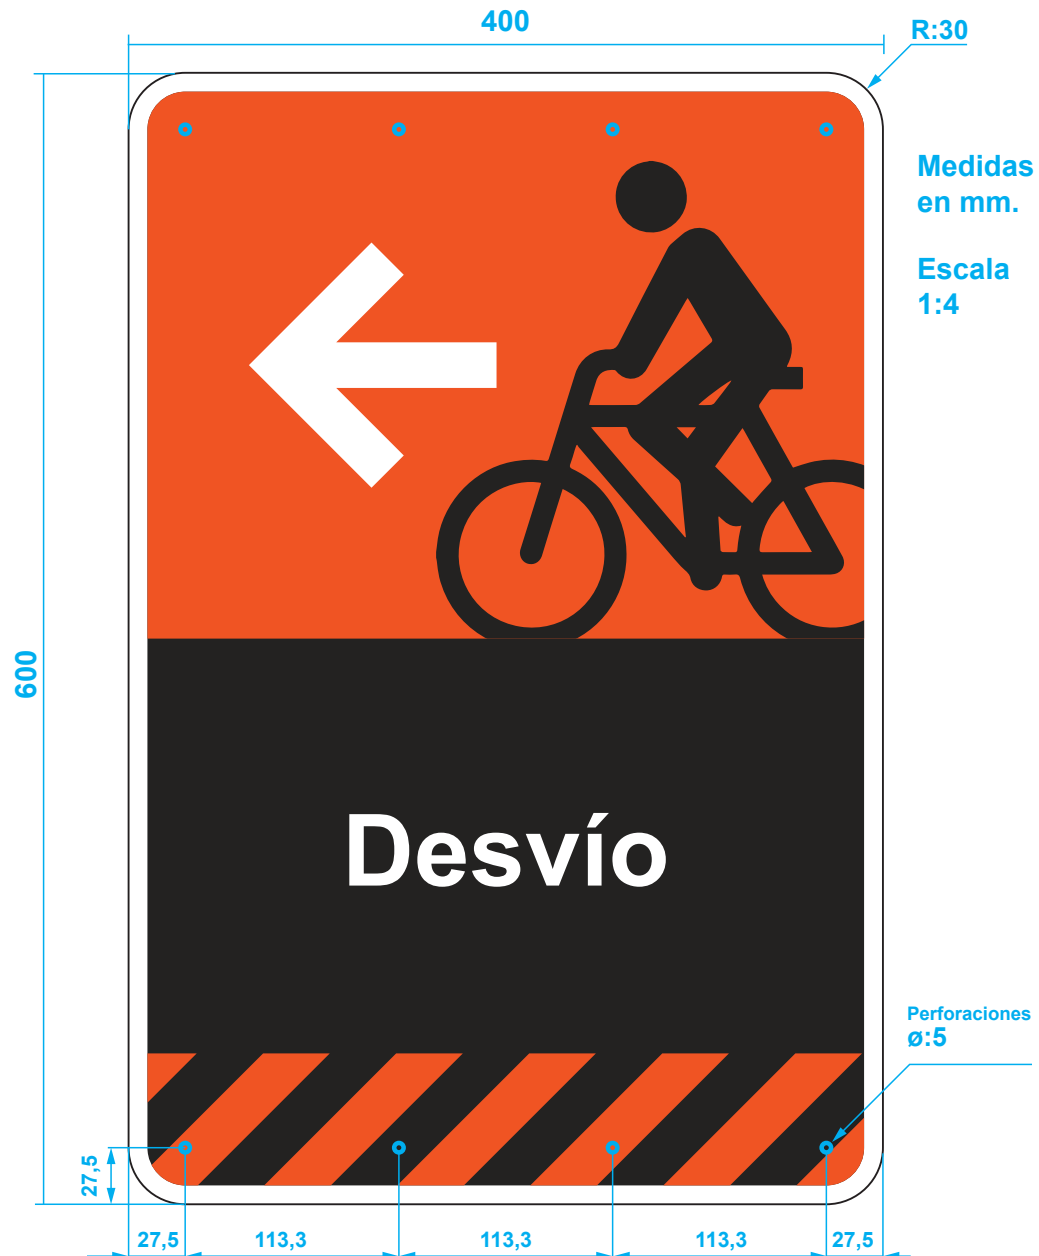 400
R:30
Medidas
en mm.
Escala
1:4
600
Desvío
Perforaciones
ø:5
27,5
27,5
113,3
113,3
113,3
27,5